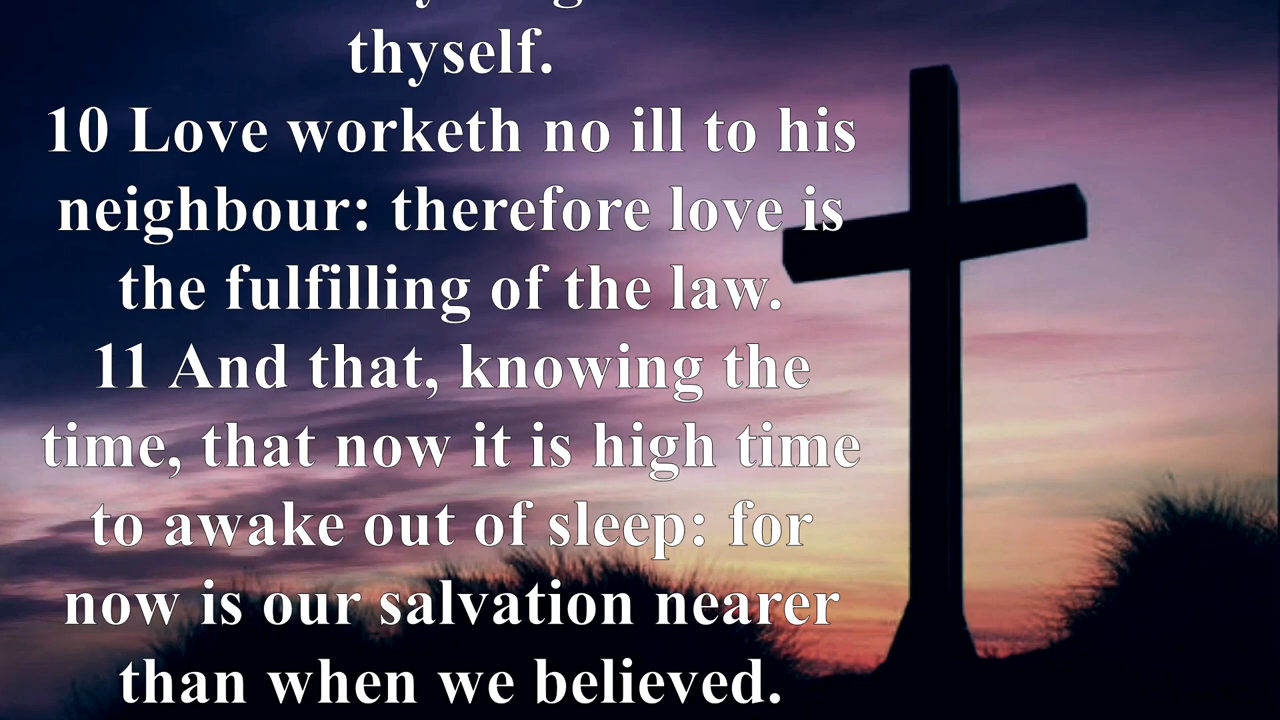 thyself.
10 Love worketh no ill to his
neighbour: therefore love is
the fulfilling of the law.
11 And that, knowing the
time, that now it is high time
to awake out of sleep: for
now is our salvation nearer
than when we believed.